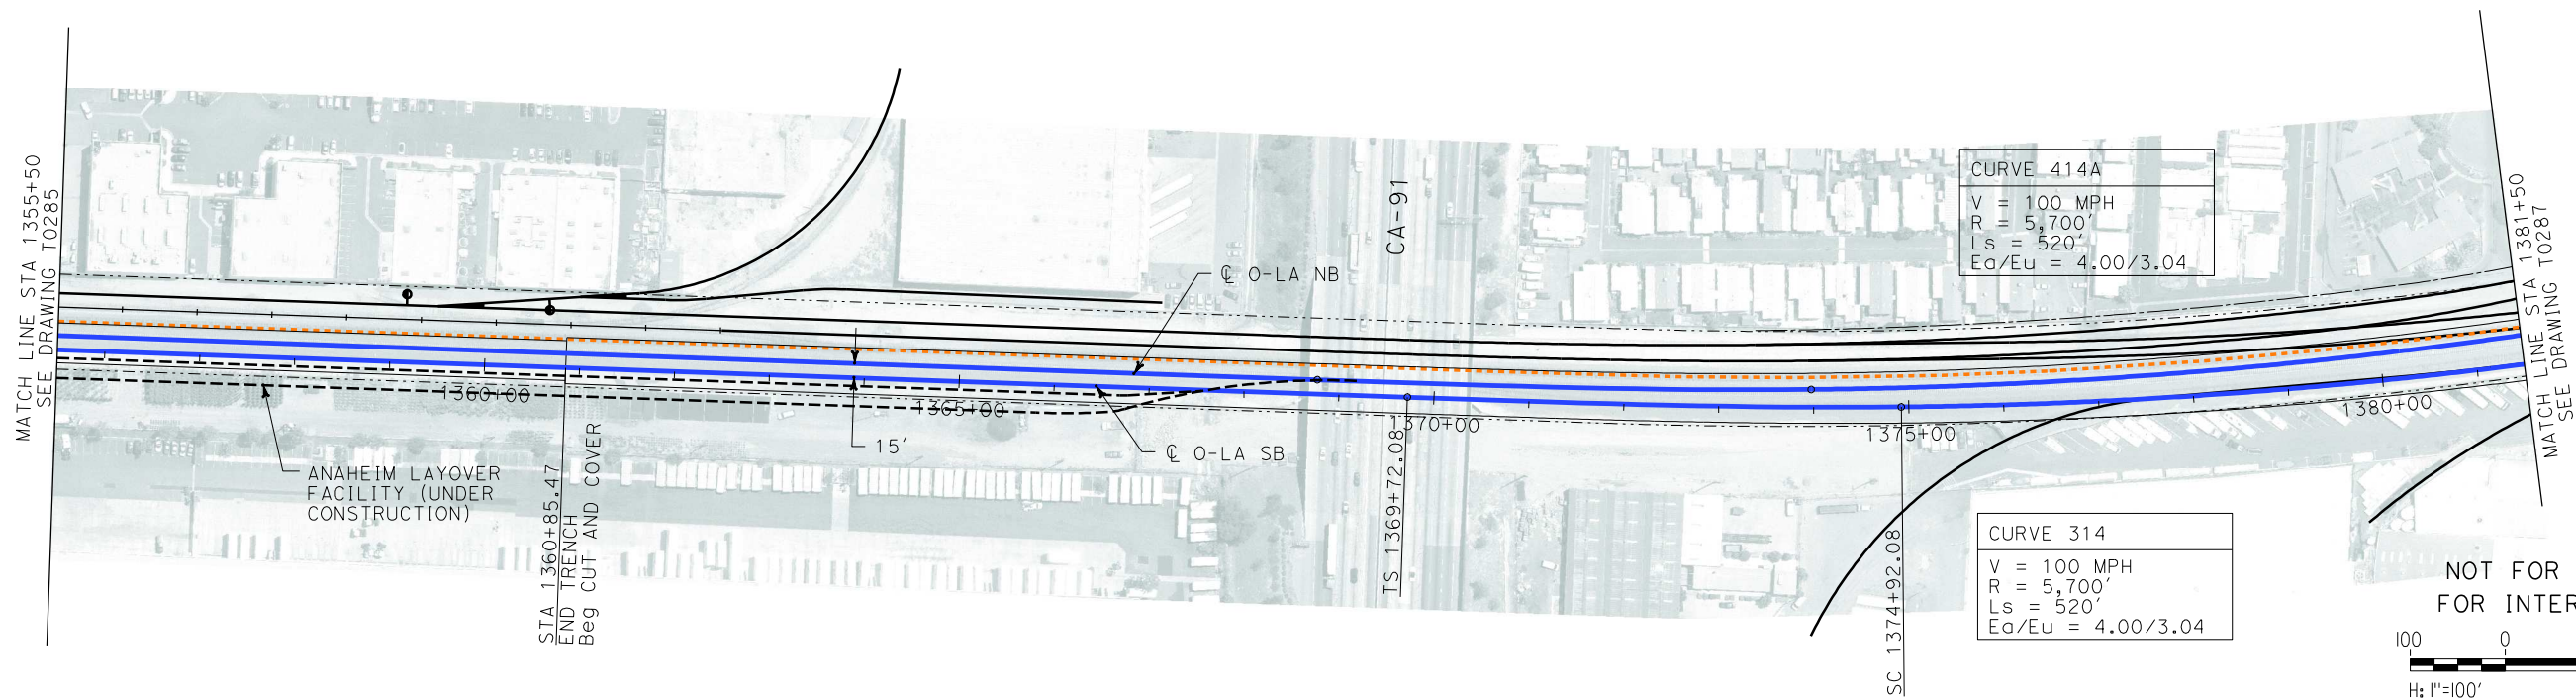 MATCH LINE STA 1355+50
SEE DRAWING T0285
ANAHEIM LAYOVER
FACILITY (UNDER
CONSTRUCTION)
1360+00
STA 1360+85.47
END TRENCH
Beg CUT AND COVER
15'
1365+00
℄ O-LA NB
℄ O-LA SB
CA-91
TS 1369+72.08
1370+00
1375+00
SC 1374+92.08
1380+00
CURVE 414A
V = 100 MPH
R = 5,700'
Ls = 520'
Ea/Eu = 4.00/3.04
CURVE 314
V = 100 MPH
R = 5,700'
Ls = 520'
Ea/Eu = 4.00/3.04
MATCH LINE STA 1381+50
SEE DRAWING T0287
NOT FOR
FOR INTER
100 0
H: 1"=100'